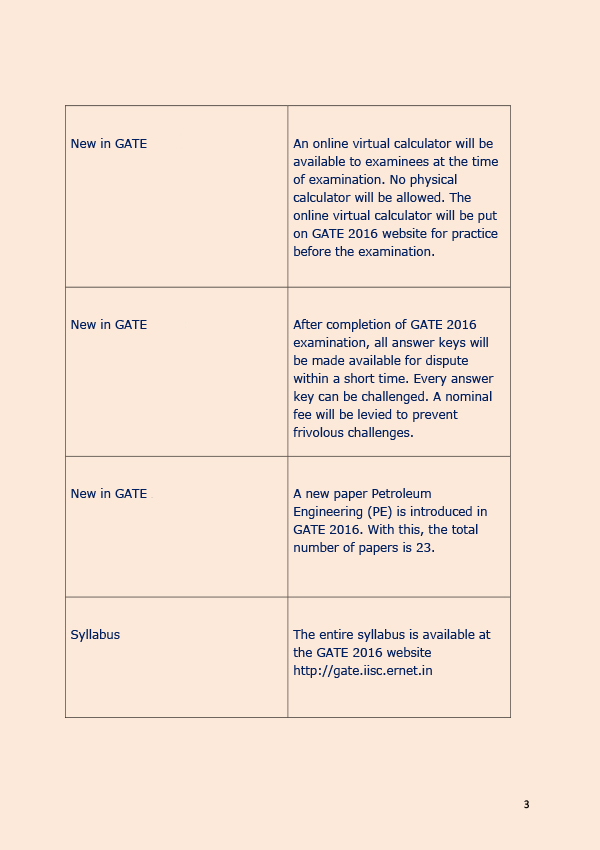 New in GATE
An online virtual calculator will be
available to examinees at the time
of examination. No physical
calculator will be allowed. The
online virtual calculator will be put
on GATE 2016 website for practice
before the examination.
New in GATE
After completion of GATE 2016
examination, all answer keys will
be made available for dispute
within a short time. Every answer
key can be challenged. A nominal
fee will be levied to prevent
frivolous challenges.
New in GATE
A new paper Petroleum
Engineering (PE) is introduced in
GATE 2016. With this, the total
number of papers is 23.
Syllabus
The entire syllabus is available at
the GATE 2016 website
http://gate.iisc.ernet.in
3